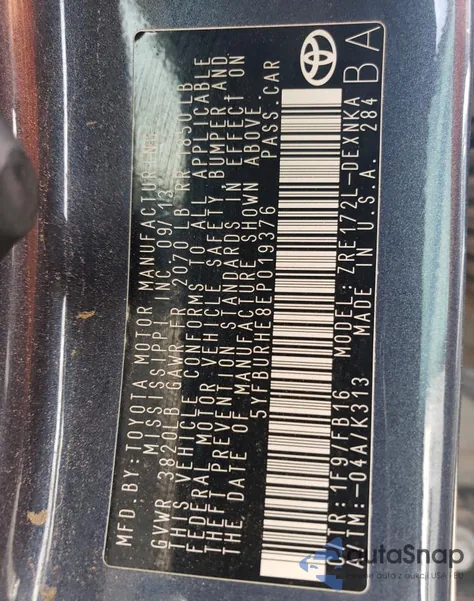 MFD. BY: TOYOTA MOTOR MANUFACTURING
MISSISSIPPI INC 09/13
GVWR 3820LB GAWR FR 2070 LB RR 1850 LB
THIS VEHICLE CONFORMS TO ALL APPLICABLE
FEDERAL MOTOR VEHICLE SAFETY, BUMPER, AND
THEFT PREVENTION STANDARDS IN EFFECT ON
THE DATE OF MANUFACTURE SHOWN ABOVE.
5YFBURHE8EP019376 PASS. CAR
C/TR: 1F9/FB16 MODEL: ZRE172L-DEXNKA
A/TM: -04A/K313 MADE IN U.S.A. 284
BA
autoSnap